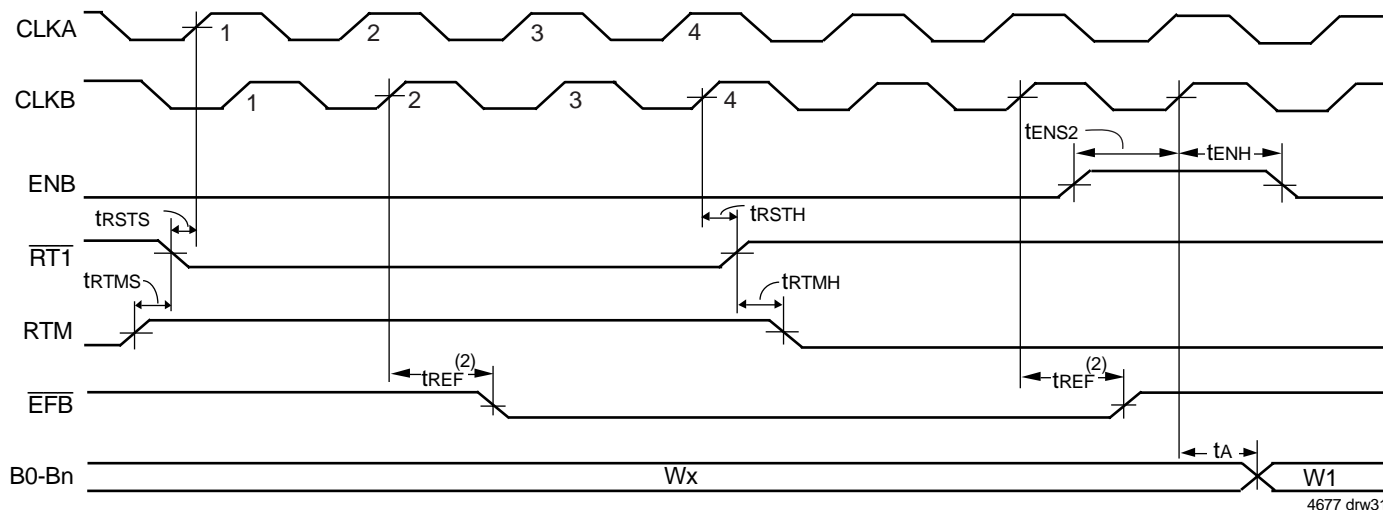 CLKA 1 2 3 4
CLKB 1 2 3 4
tENS2 tENH
ENB
tRSTS tRSTH
RT1
tRTMS tRTMH
RTM
tREF(2) tREF(2)
EFB
tA
B0-Bn Wx W1
4677 drw31